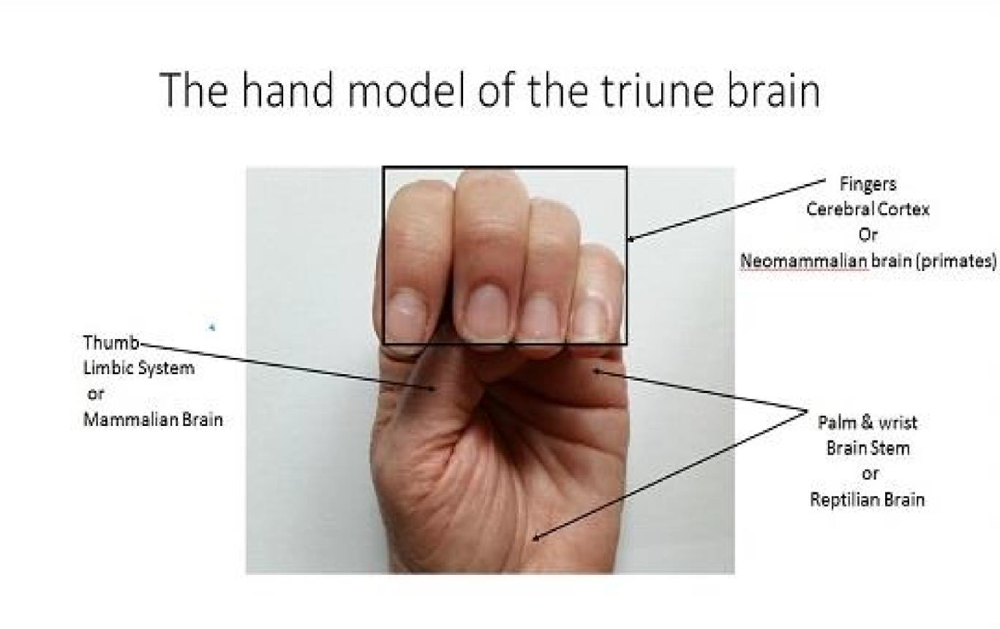 The hand model of the triune brain
Fingers
Cerebral Cortex
Or
Neomammalian brain (primates)
Thumb
Limbic System
or
Mammalian Brain
Palm & wrist
Brain Stem
or
Reptilian Brain